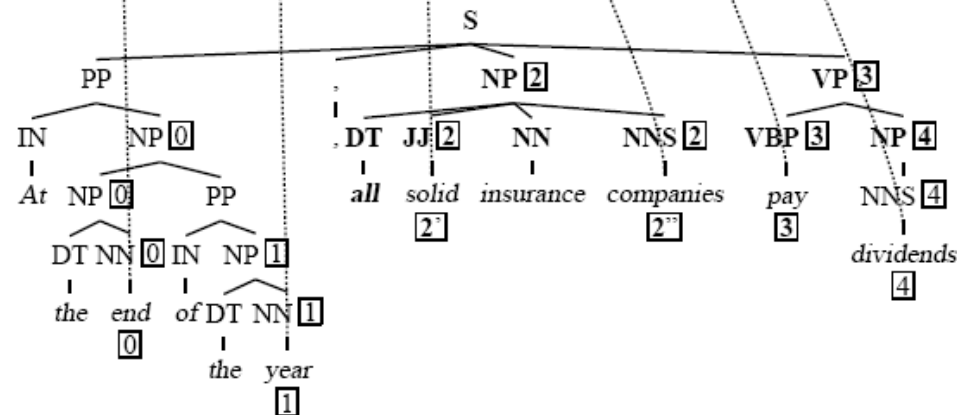 S
PP , NP 2 VP 3
IN NP 0 , DT JJ 2 NN NNS 2 VBP 3 NP 4
At NP 0 PP all solid insurance companies pay NNS 4
2' 2" 3
DT NN 0 IN NP 1 dividends
the end of DT NN 1 4
0
the year
1